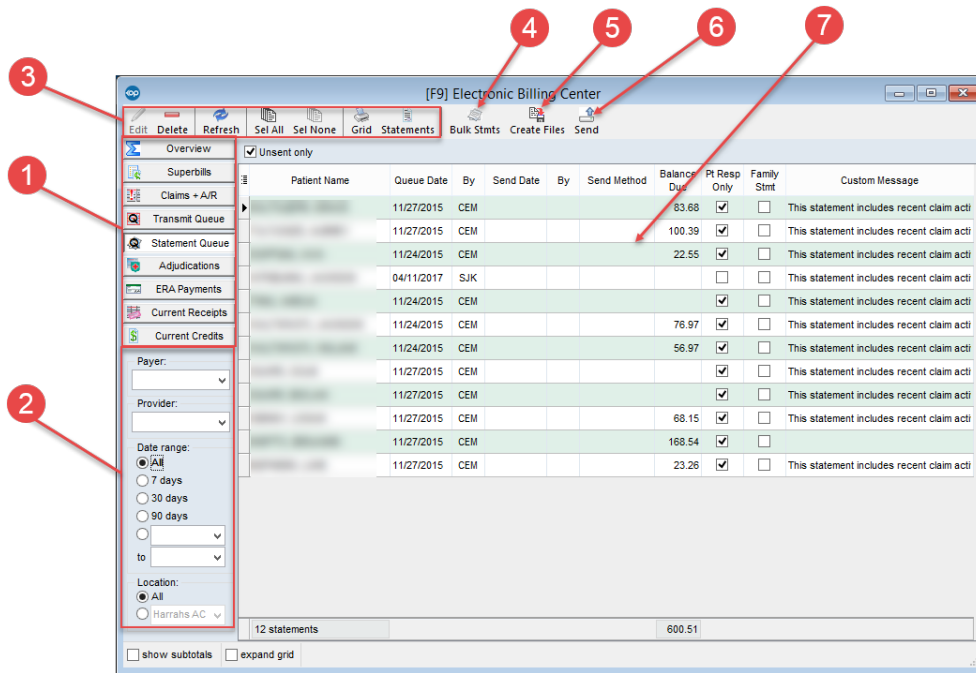 4
5
6
7
3
[F9] Electronic Billing Center
Edit Delete Refresh Sel All Sel None Grid Statements Bulk Stmts Create Files Send
1
Overview
Superbills
Claims + A/R
Transmit Queue
Statement Queue
Adjudications
ERA Payments
Current Receipts
Current Credits
2
Payer:
Provider:
Date range:
All
7 days
30 days
90 days
to
Location:
All
Harrahs AC
Unsent only
Patient Name Queue Date By Send Date By Send Method Balance Due Pt Resp Only Family Stmt Custom Message
11/27/2015 CEM 83.68 This statement includes recent claim acti
11/27/2015 CEM 100.39 This statement includes recent claim acti
11/24/2015 CEM 22.55 This statement includes recent claim acti
04/11/2017 SJK This statement includes recent claim acti
11/24/2015 CEM This statement includes recent claim acti
11/24/2015 CEM 76.97 This statement includes recent claim acti
11/24/2015 CEM 56.97 This statement includes recent claim acti
11/27/2015 CEM This statement includes recent claim acti
11/27/2015 CEM This statement includes recent claim acti
11/27/2015 CEM 68.15 This statement includes recent claim acti
11/27/2015 CEM 168.54
11/27/2015 CEM 23.26 This statement includes recent claim acti
12 statements 600.51
show subtotals expand grid